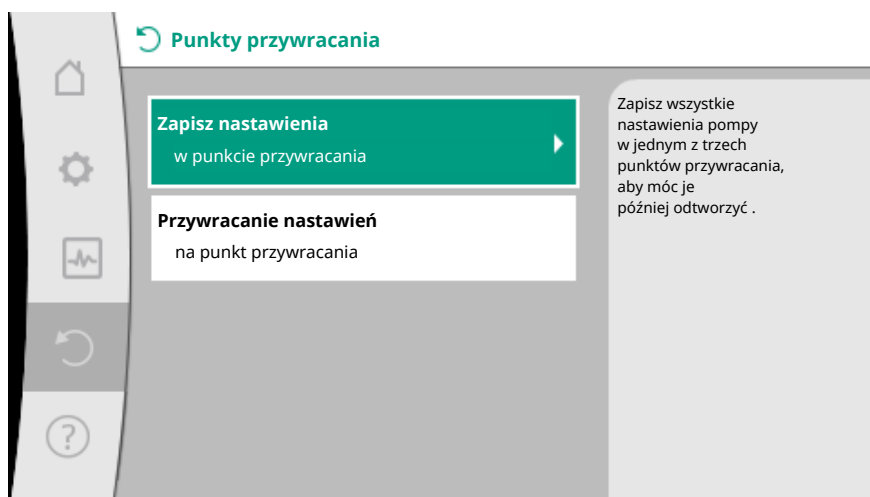 Punkty przywracania
Zapisz nastawienia
w punkcie przywracania
Przywracanie nastawień
na punkt przywracania
Zapisz wszystkie
nastawienia pompy
w jednym z trzech
punktów przywracania,
aby móc je
później odtworzyć .
?